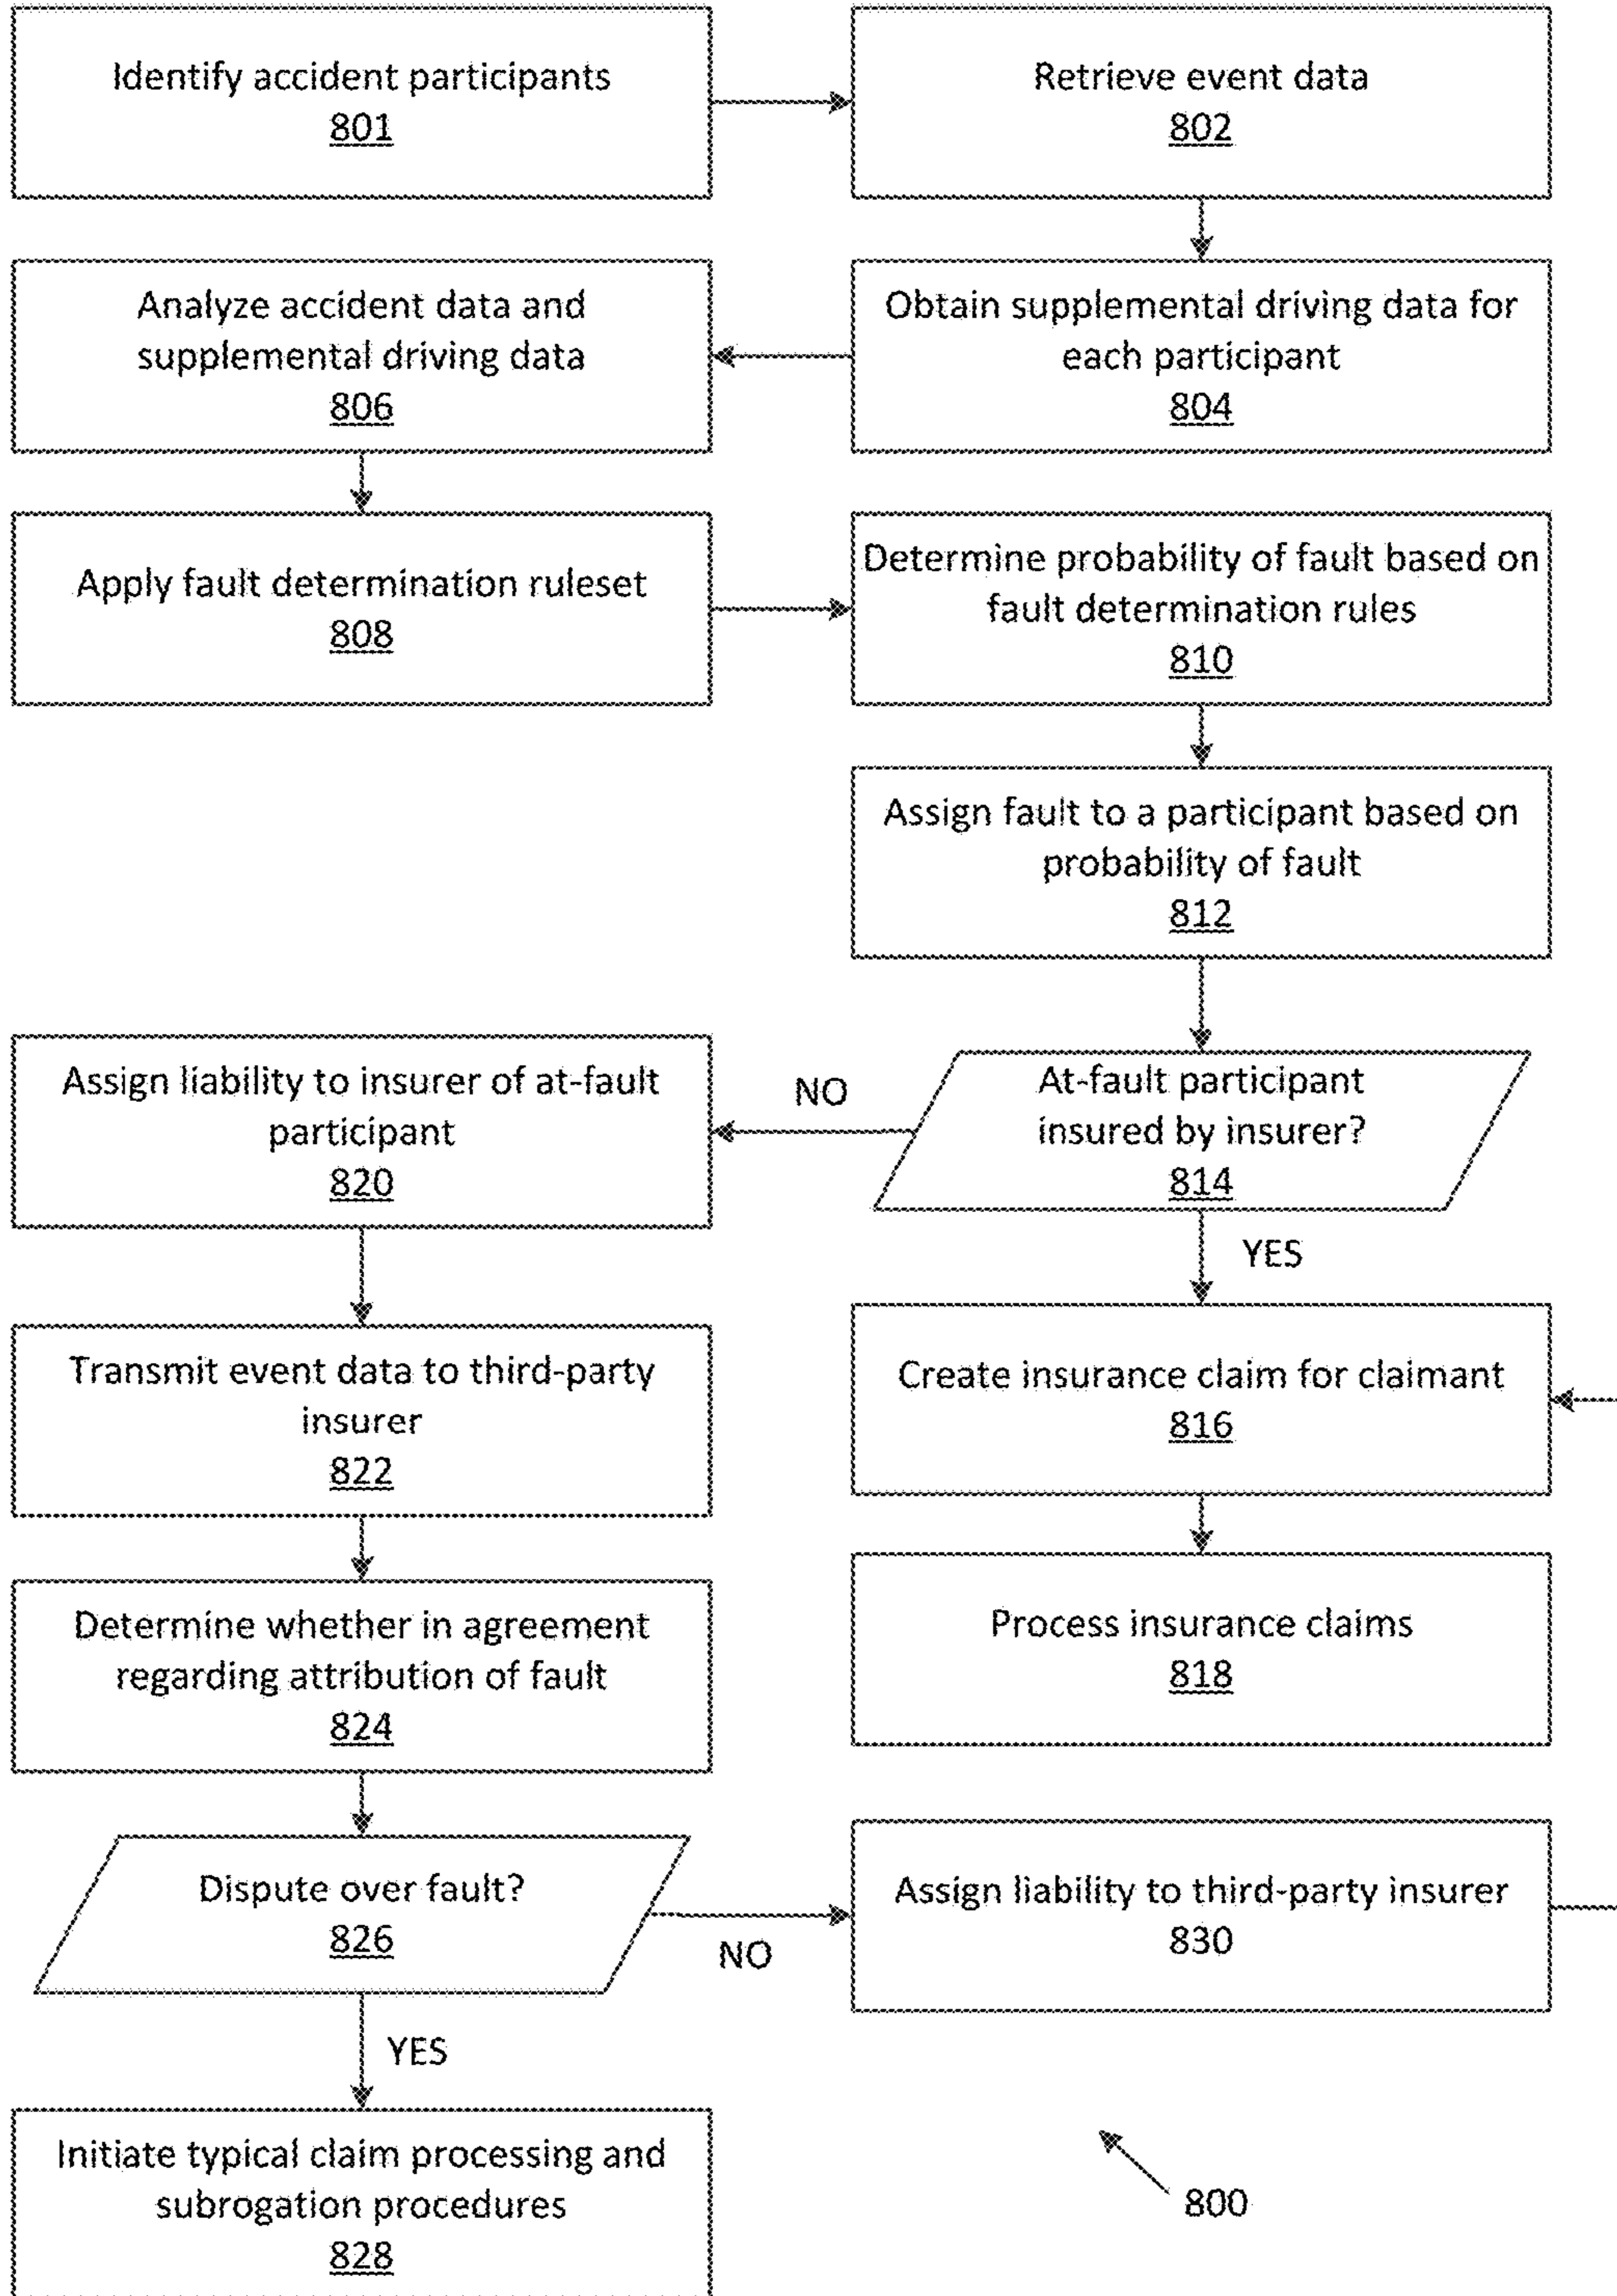 Identify accident participants
801
Retrieve event data
802
Analyze accident data and
supplemental driving data
806
Obtain supplemental driving data for
each participant
804
Apply fault determination ruleset
808
Determine probability of fault based on
fault determination rules
810
Assign fault to a participant based on
probability of fault
812
Assign liability to insurer of at-fault
participant
820
NO
At-fault participant
insured by insurer?
814
YES
Transmit event data to third-party
insurer
822
Create insurance claim for claimant
816
Determine whether in agreement
regarding attribution of fault
824
Process insurance claims
818
Dispute over fault?
826
NO
Assign liability to third-party insurer
830
YES
Initiate typical claim processing and
subrogation procedures
828
800